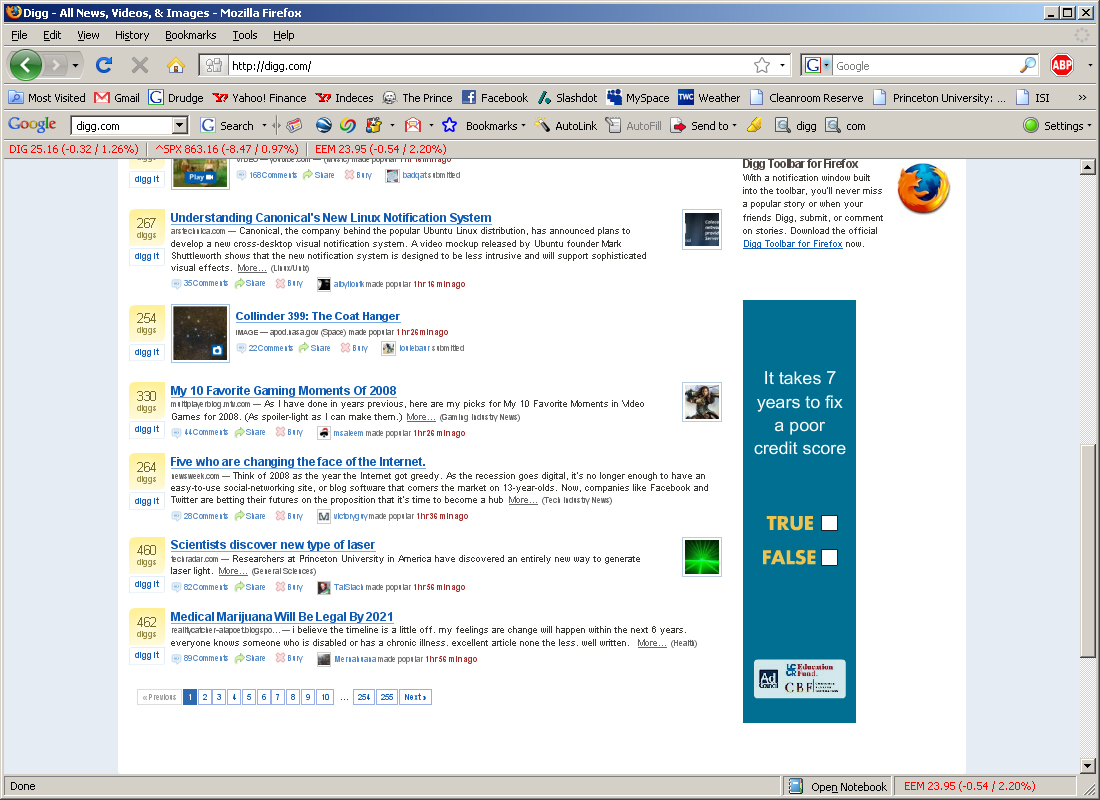 Digg - All News, Videos, & Images - Mozilla Firefox
File Edit View History Bookmarks Tools Help
http://digg.com/
G Google ABP
Most Visited Gmail Drudge Yahoo! Finance Indeces The Prince Facebook Slashdot MySpace TWC Weather Cleanroom Reserve Princeton University: ... ISI »
Google digg.com G Search Bookmarks AutoLink AutoFill Send to digg com Settings
DIG 25.16 (-0.32 / 1.26%) ^SPX 863.16 (-8.47 / 0.97%) EEM 23.95 (-0.54 / 2.20%)
digg it
Play
168 Comments Share Bury badqat submitted
267
diggs
digg it
Understanding Canonical's New Linux Notification System
arstechnica.com — Canonical, the company behind the popular Ubuntu Linux distribution, has announced plans to
develop a new cross-desktop visual notification system. A video mockup released by Ubuntu founder Mark
Shuttleworth shows that the new notification system is designed to be less intrusive and will support sophisticated
visual effects. More... (Linux/Unix)
35 Comments Share Bury made popular 1 hr 16 min ago
254
diggs
digg it
Collinder 399: The Coat Hanger
IMAGE — apod.nasa.gov (Space) made popular 1 hr 26 min ago
22 Comments Share Bury louiebaur submitted
330
diggs
digg it
My 10 Favorite Gaming Moments Of 2008
multiplayerblog.mtv.com — As I have done in years previous, here are my picks for My 10 Favorite Moments in Video
Games for 2008. (As spoiler-light as I can make them.) More... (Gaming Industry News)
44 Comments Share Bury msaleem made popular 1 hr 26 min ago
264
diggs
digg it
Five who are changing the face of the Internet.
newsweek.com — Think of 2008 as the year the Internet got greedy. As the recession goes digital, it's no longer enough to have an
easy-to-use social-networking site, or blog software that corners the market on 13-year-olds. Now, companies like Facebook and
Twitter are betting their futures on the proposition that it's time to become a hub More... (Tech Industry News)
28 Comments Share Bury victorygry made popular 1 hr 36 min ago
460
diggs
digg it
Scientists discover new type of laser
techradar.com — Researchers at Princeton University in America have discovered an entirely new way to generate
laser light. More... (General Sciences)
82 Comments Share Bury TalSiach made popular 1 hr 56 min ago
462
diggs
digg it
Medical Marijuana Will Be Legal By 2021
realitycatcher-alapoet.blogspo... — i believe the timeline is a little off. my feelings are change will happen within the next 6 years.
everyone knows someone who is disabled or has a chronic illness. excellent article none the less. well written. More... (Health)
89 Comments Share Bury made popular 1 hr 56 min ago
« Previous 1 2 3 4 5 6 7 8 9 10 ... 254 255 Next »
Digg Toolbar for Firefox
With a notification window built
into the toolbar, you'll never miss
a popular story or when your
friends Digg, submit, or comment
on stories. Download the official
Digg Toolbar for Firefox now.
It takes 7
years to fix
a poor
credit score
TRUE
FALSE
Ad Council
Education
Fund.
CBF
Done Open Notebook EEM 23.95 (-0.54 / 2.20%)